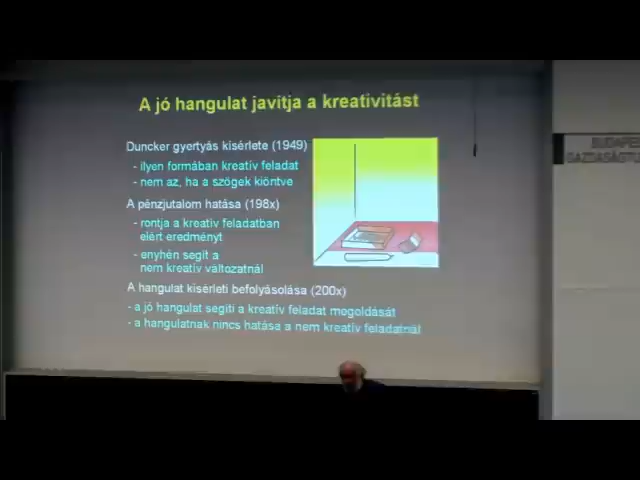 A jó hangulat javítja a kreativitást
Duncker gyertyás kísérlete (1949)
- ilyen formában kreatív feladat
- nem az, ha a szögek kiöntve
A pénzjutalom hatása (198x)
- rontja a kreatív feladatban
elért eredményt
- enyhén segít a
nem kreatív változatnál
A hangulat kísérleti befolyásolása (200x)
- a jó hangulat segíti a kreatív feladat megoldását
- a hangulatnak nincs hatása a nem kreatív feladatnál
BUDAPE
GAZDASÁGTU